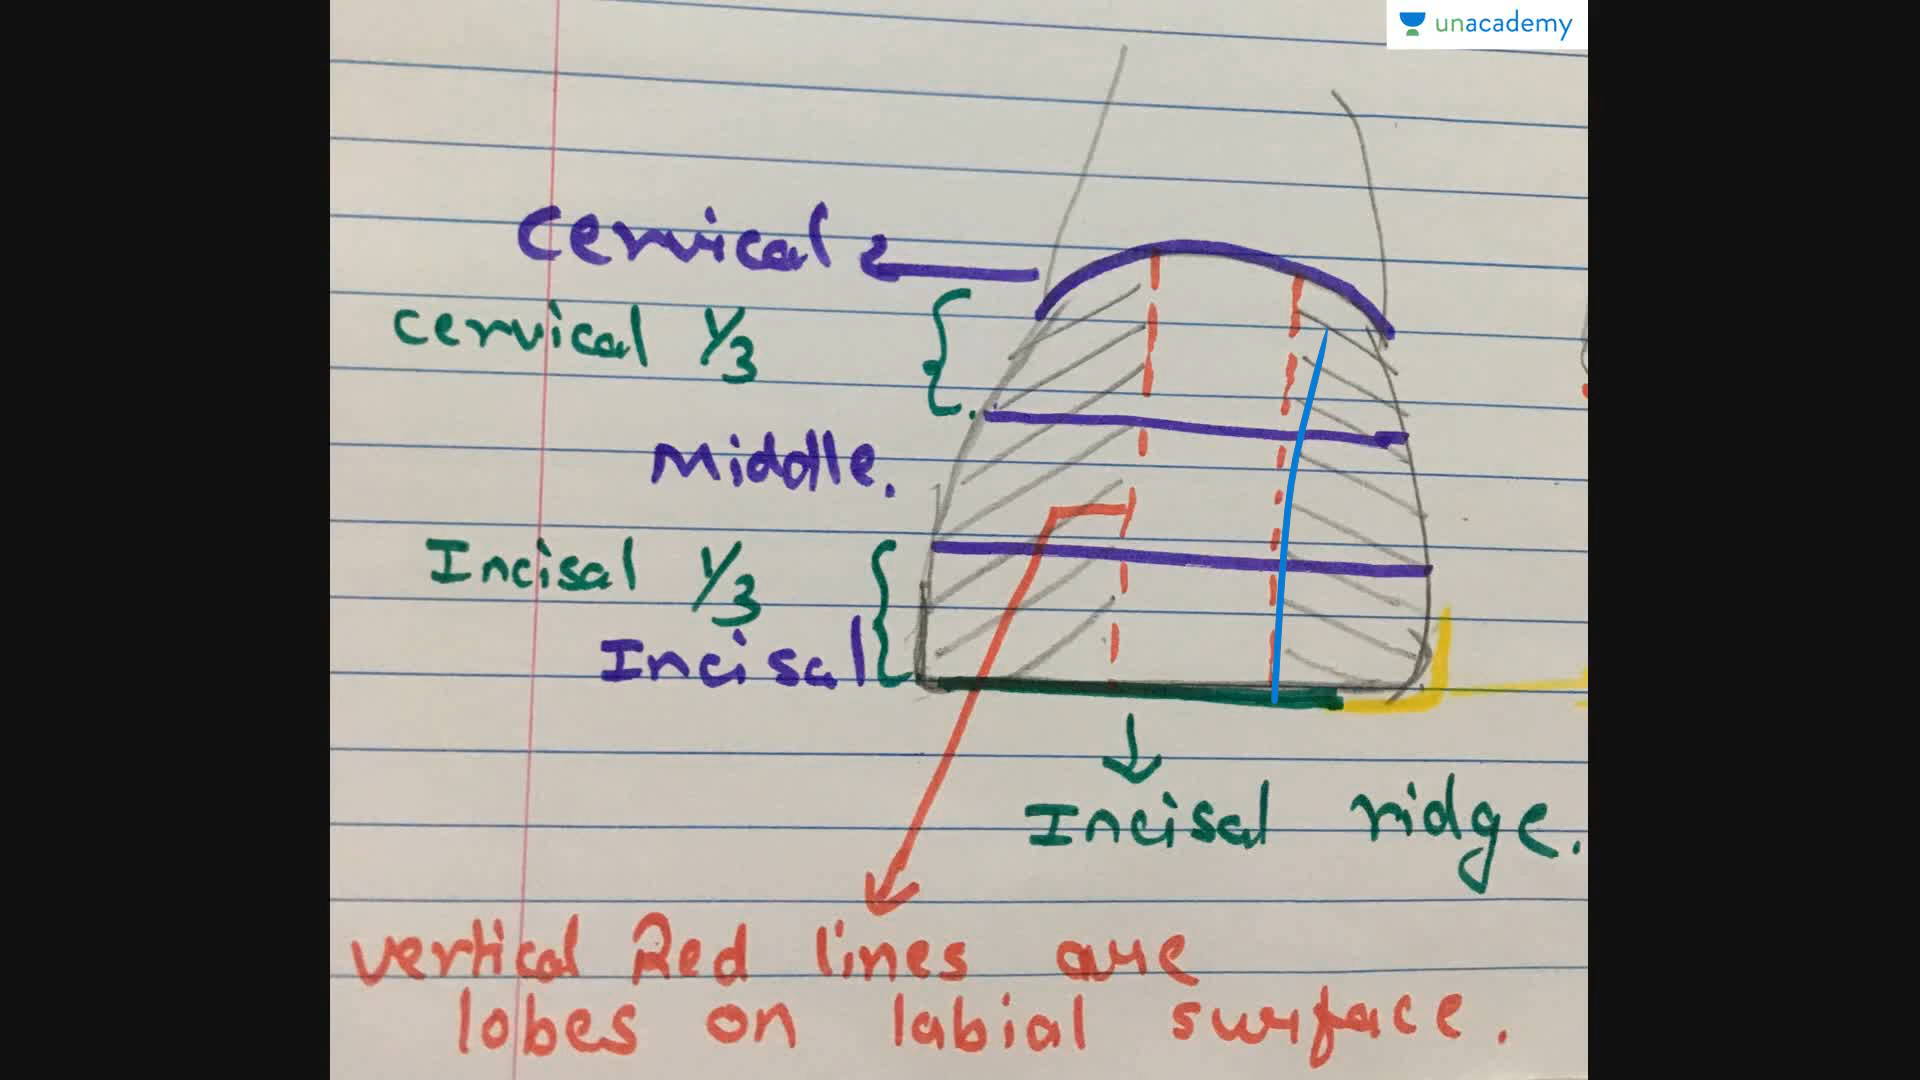 unacademy
cervical
cervical 1/3
Middle.
Incisal 1/3
Incisal
Incisal ridge.
vertical Red lines are
lobes on labial surface.